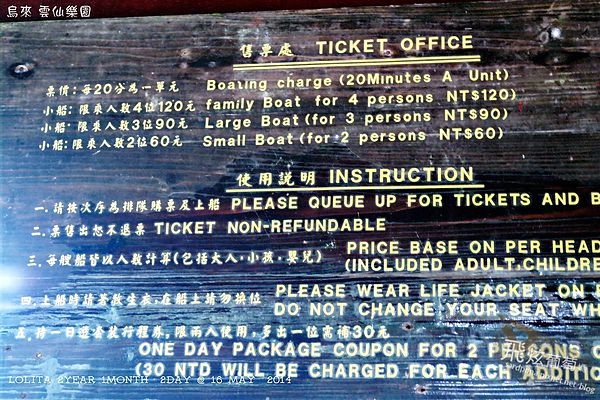 烏來 雲仙樂園
售票處 TICKET OFFICE
票價:每20分為一單元 Boating charge (20Minutes A Unit)
小船:限乘人數4位120元 family Boat for 4 persons NT$120)
小船:限乘人數3位90元 Large Boat (for 3 persons NT$90)
小船:限乘人數2位60元 Small Boat (for 2 persons NT$60)
使用説明 INSTRUCTION
一.請按次序為排隊購票及上船 PLEASE QUEUE UP FOR TICKETS AND B
二.票售出恕不退票 TICKET NON-REFUNDABLE
三.每艘船皆以人數計算(包括大人,小孩,嬰兒) PRICE BASE ON PER HEAD
(INCLUDED ADULT.CHILDRE
四.上船時請著救生衣,在船上請勿換位 PLEASE WEAR LIFE JACKET ON
DO NOT CHANGE YOUR SEAT WH
五.持一日遊套裝行程券,限兩人使用,多出一位需補30元
ONE DAY PACKAGE COUPON FOR 2 PERSONS
(30 NTD WILL BE CHARGED FOR EACH ADDITIO
LOLITA 2YEAR 1MONTH 2DAY @ 16 MAY 2014